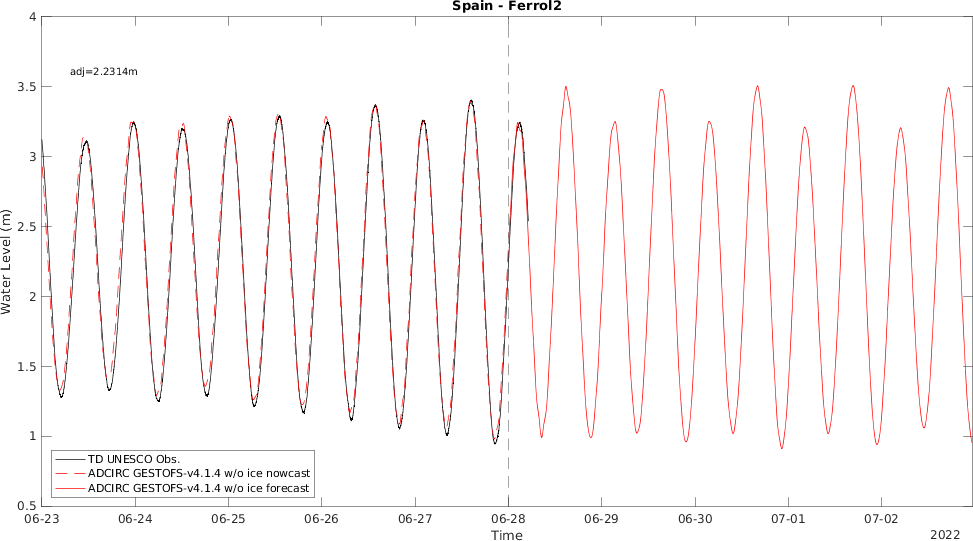 Spain - Ferrol2
adj=2.2314m
Water Level (m)
4
3.5
3
2.5
2
1.5
1
0.5
TD UNESCO Obs.
ADCIRC GESTOFS-v4.1.4 w/o ice nowcast
ADCIRC GESTOFS-v4.1.4 w/o ice forecast
06-23 06-24 06-25 06-26 06-27 06-28 06-29 06-30 07-01 07-02
Time
2022